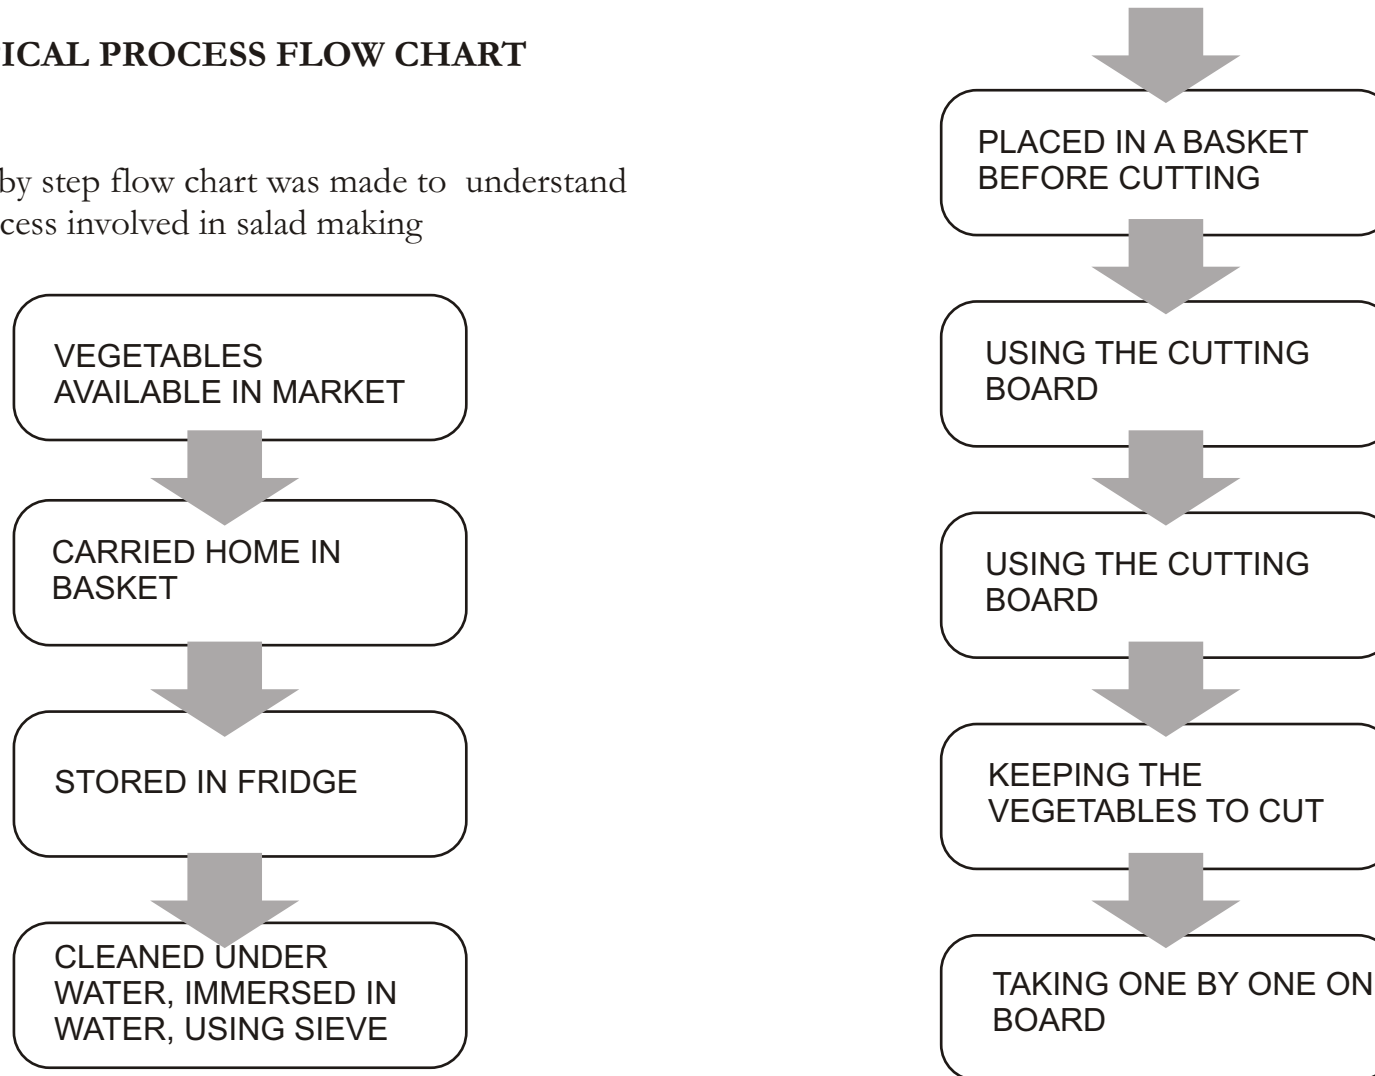 ICAL PROCESS FLOW CHART
by step flow chart was made to understand
cess involved in salad making
VEGETABLES
AVAILABLE IN MARKET
CARRIED HOME IN
BASKET
STORED IN FRIDGE
CLEANED UNDER
WATER, IMMERSED IN
WATER, USING SIEVE
PLACED IN A BASKET
BEFORE CUTTING
USING THE CUTTING
BOARD
USING THE CUTTING
BOARD
KEEPING THE
VEGETABLES TO CUT
TAKING ONE BY ONE ON
BOARD